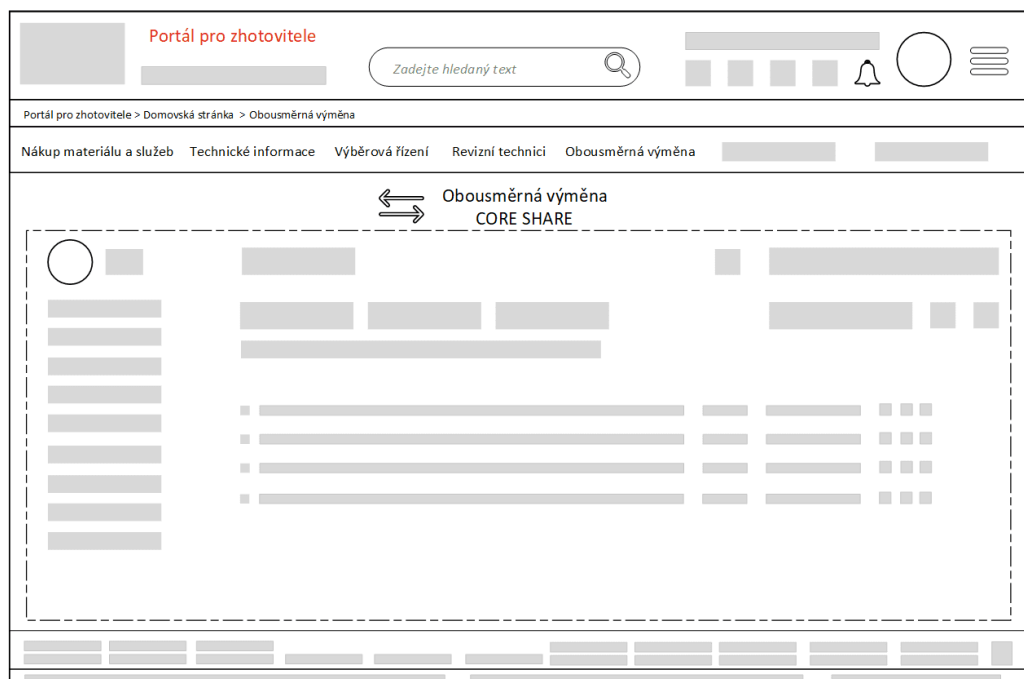 Portál pro zhotovitele
Zadejte hledaný text
Portál pro zhotovitele > Domovská stránka > Obousměrná výměna
Nákup materiálu a služeb Technické informace Výběrová řízení Revizní technici Obousměrná výměna
Obousměrná výměna
CORE SHARE